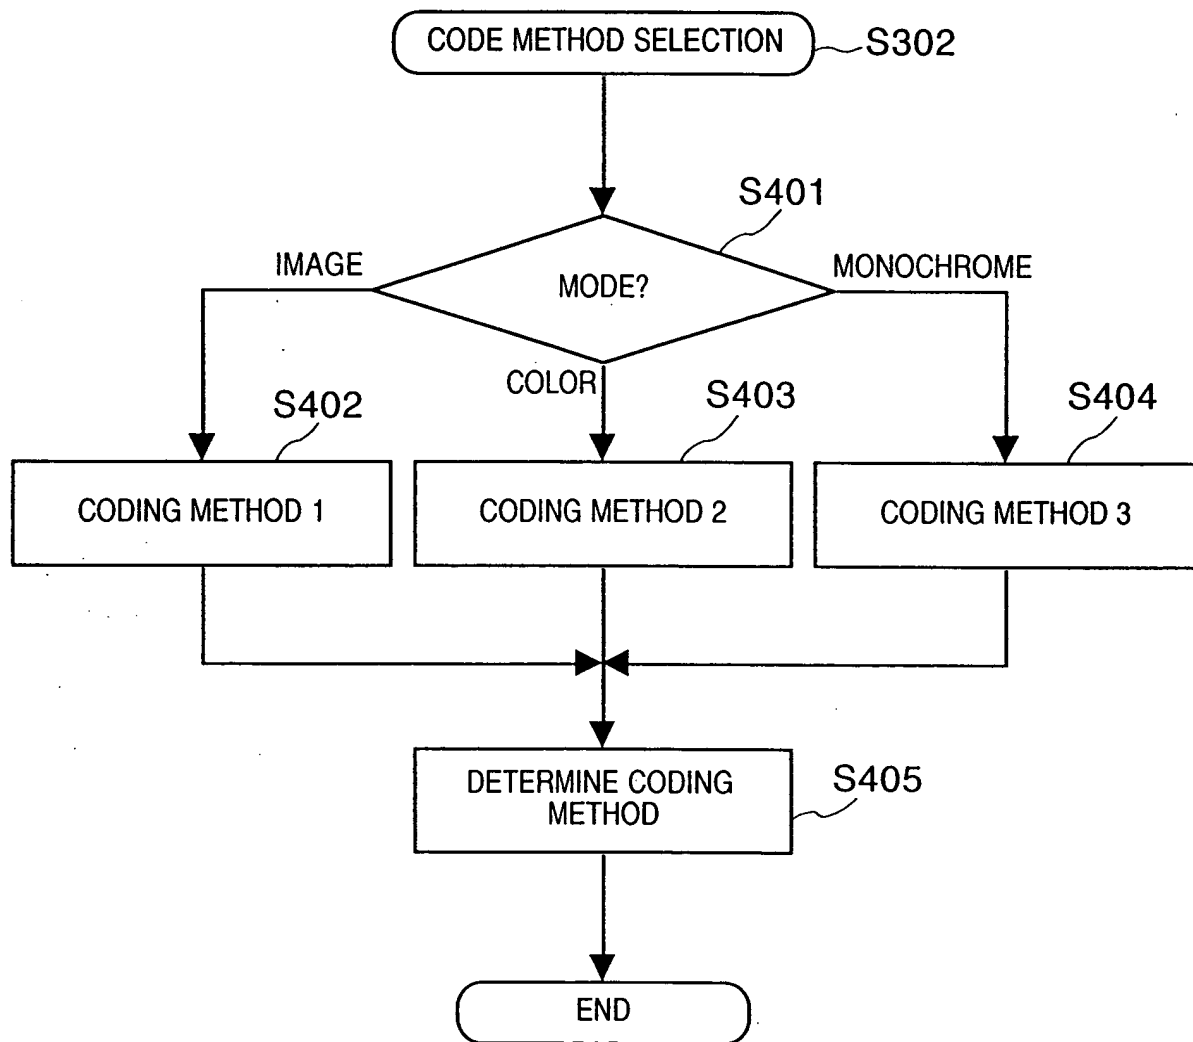 CODE METHOD SELECTION
S302
S401
IMAGE
MODE?
MONOCHROME
COLOR
S402
S403
S404
CODING METHOD 1
CODING METHOD 2
CODING METHOD 3
DETERMINE CODING
METHOD
S405
END